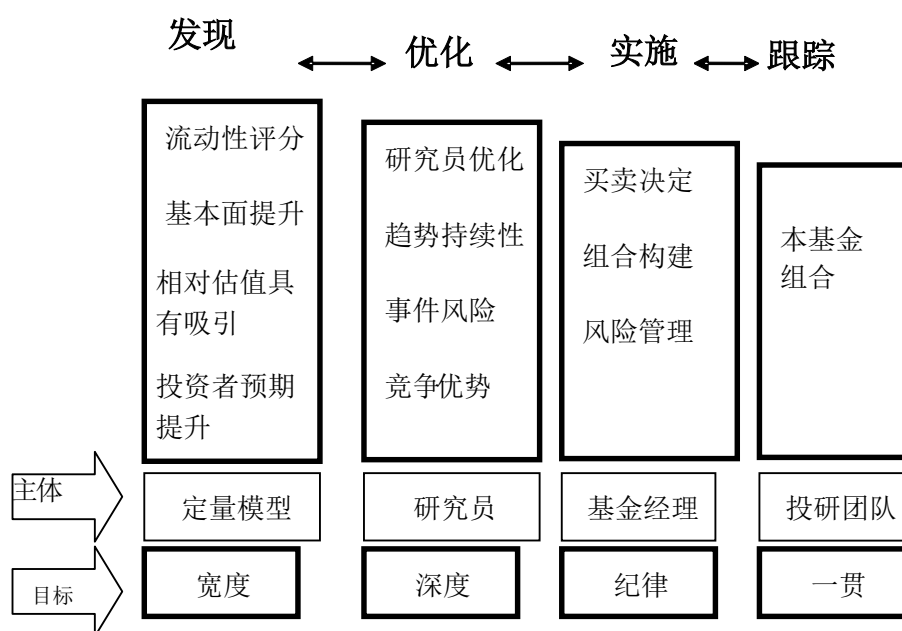 发现
优化
实施
跟踪
流动性评分
基本面提升
相对估值具
有吸引
投资者预期
提升
研究员优化
趋势持续性
事件风险
竞争优势
买卖决定
组合构建
风险管理
本基金
组合
主体
定量模型
研究员
基金经理
投研团队
目标
宽度
深度
纪律
一贯